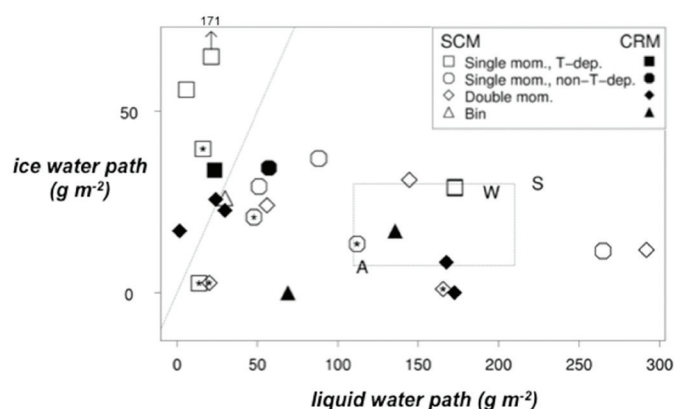 171
SCM CRM
Single mom., T-dep.
Single mom., non-T-dep.
Double mom.
Bin
50
0
ice water path
(g m-2)
S
W
A
0 50 100 150 200 250 300
liquid water path (g m-2)